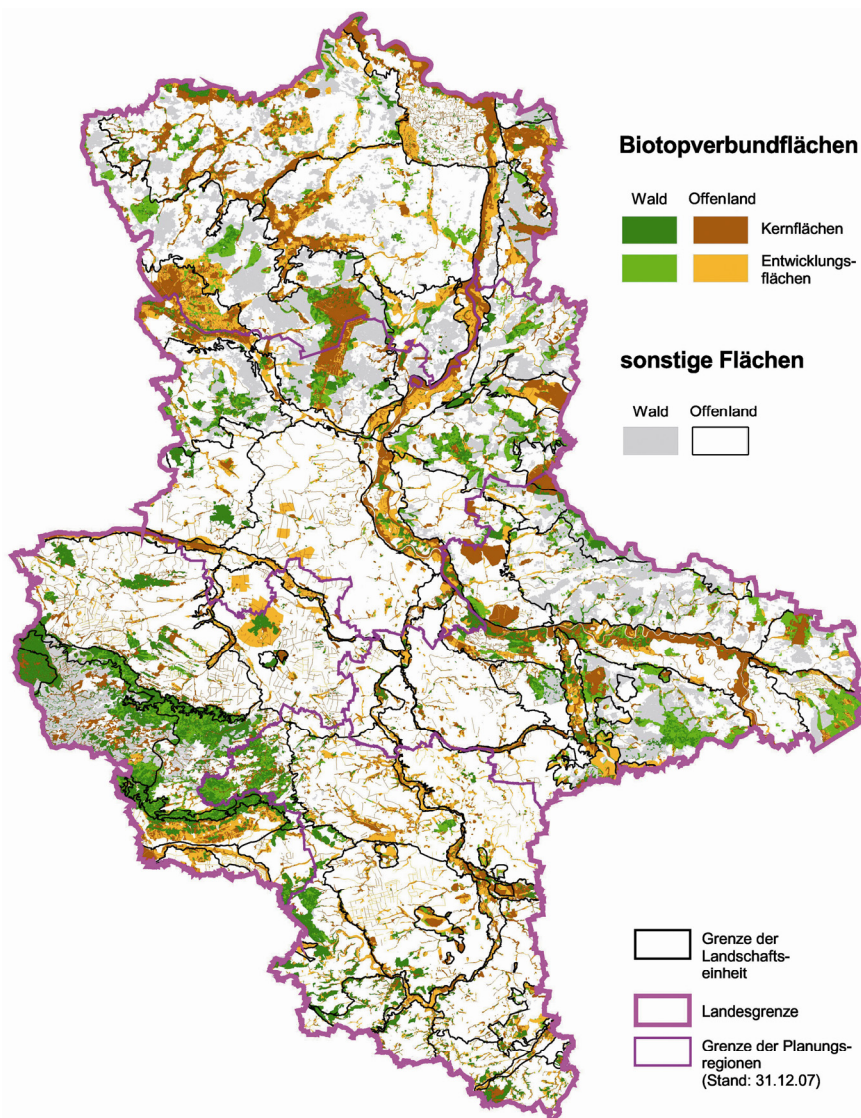 Biotopverbundflächen
Wald Offenland
Kernflächen
Entwicklungs-
flächen
sonstige Flächen
Wald Offenland
Grenze der
Landschafts-
einheit
Landesgrenze
Grenze der Planungs-
regionen
(Stand: 31.12.07)